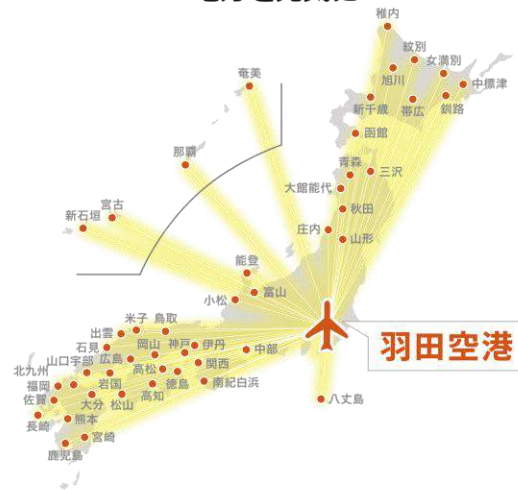 稚内
紋別
女満別
旭川
中標津
奄美
新千歳
帯広
釧路
函館
那覇
青森
三沢
大館能代
宮古
秋田
新石垣
庄内
山形
能登
富山
小松
米子
鳥取
出雲
羽田空港
石見
岡山
神戸
伊丹
中部
山口宇部
広島
北九州
高松
関西
福岡
岩国
徳島
南紀白浜
佐賀
大分
松山
高知
八丈島
長崎
熊本
宮崎
鹿児島